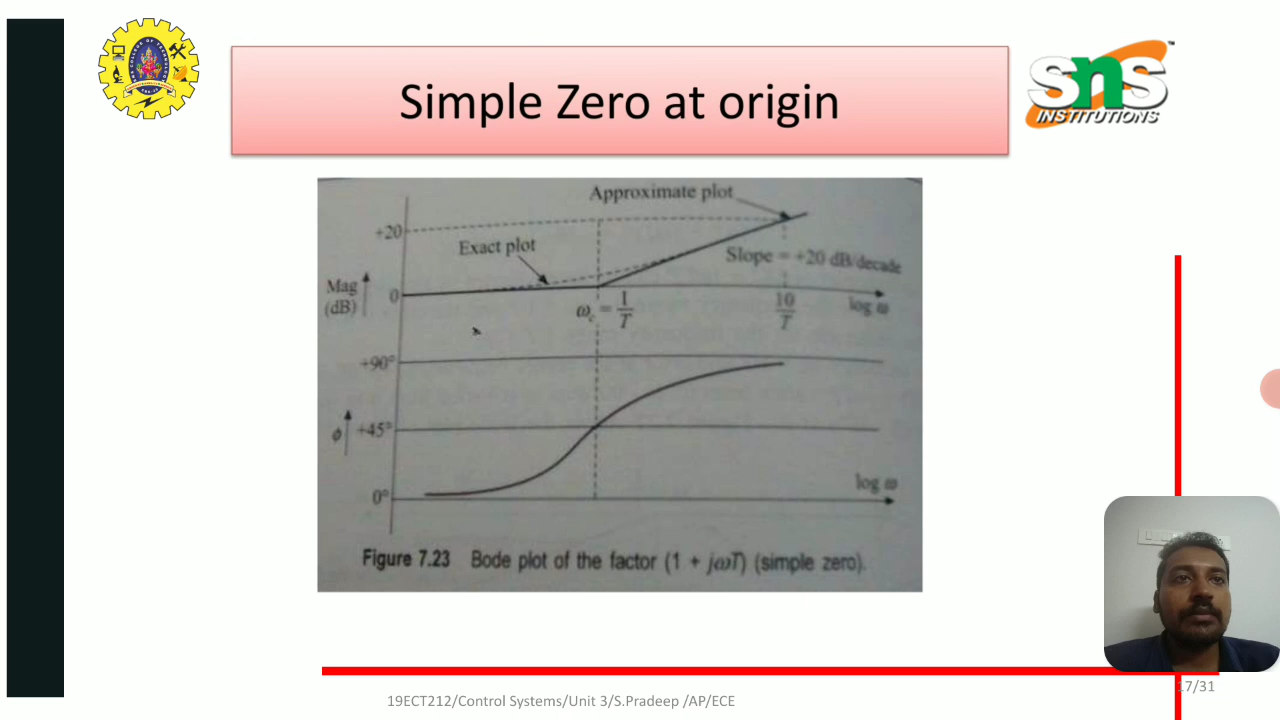 Simple Zero at origin
SNS
INSTITUTIONS
Approximate plot
+20
Exact plot
Slope = +20 dB/decade
Mag
(dB)
0
ω_c = 1/T
10/T
log ω
+90°
ϕ
+45°
0°
log ω
Figure 7.23 Bode plot of the factor (1 + jωT) (simple zero).
17/31
19ECT212/Control Systems/Unit 3/S.Pradeep /AP/ECE